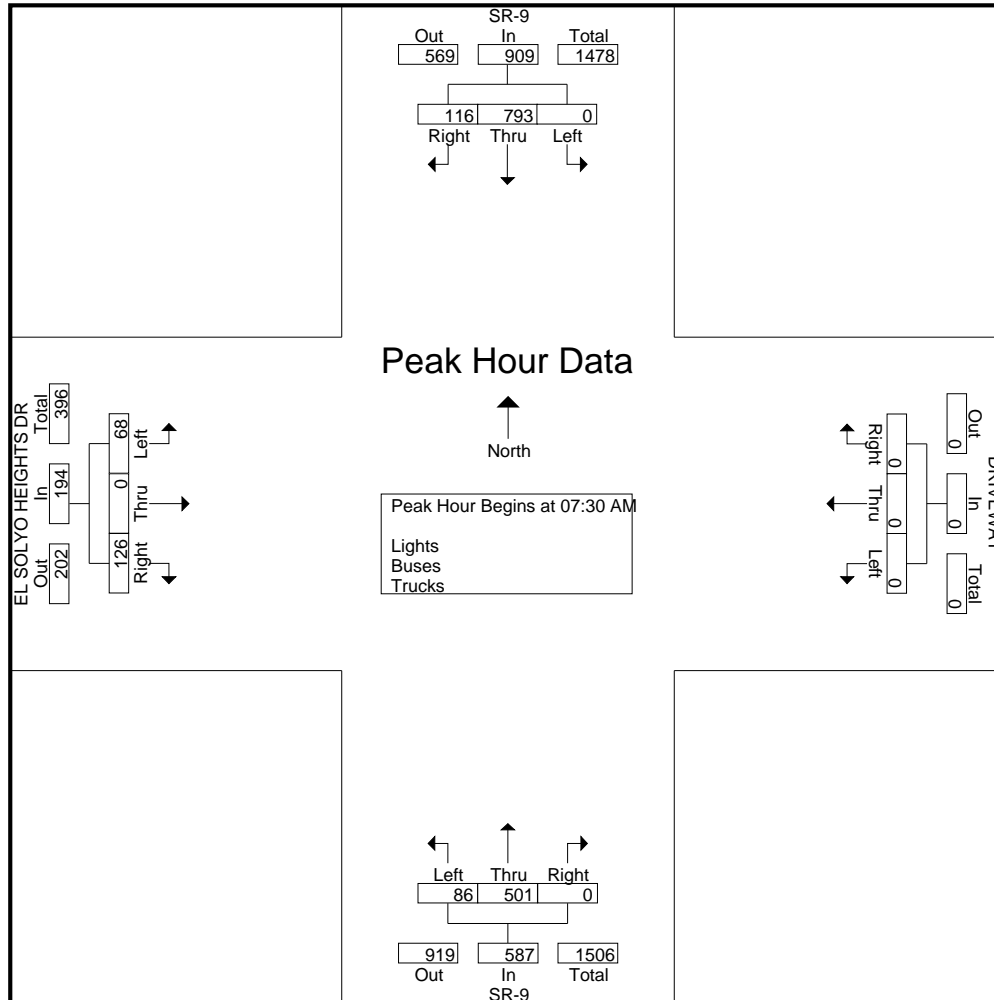 SR-9
Out In Total
569 909 1478
116 793 0
Right Thru Left
Peak Hour Data
North
Peak Hour Begins at 07:30 AM
Lights
Buses
Trucks
EL SOLYO HEIGHTS DR
Total In Out
396 194 202
68 0 126
Left Thru Right
DRIVEWAY
Out In Total
0 0 0
0 0 0
Right Thru Left
Left Thru Right
86 501 0
919 587 1506
Out In Total
SR-9